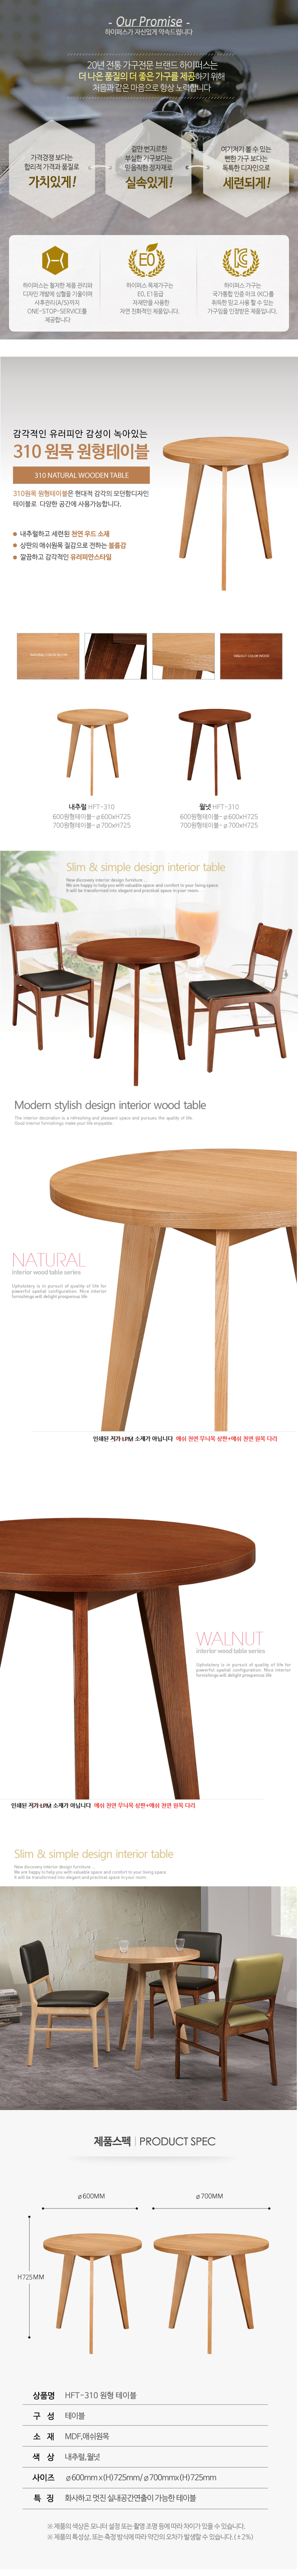 - Our Promise -
하이퍼스가 자신있게 약속드립니다
20년 전통 가구전문 브랜드 하이퍼스는
더 나은 품질의 더 좋은 가구를 제공하기 위해
처음과 같은 마음으로 항상 노력합니다
가격경쟁 보다는
합리적 가격과 품질로
가치있게!
겉만 번지르한
부실한 가구보다는
믿음직한 정자재로
실속있게!
여기저기 볼 수 있는
뻔한 가구 보다는
독특한 디자인으로
세련되게!
하이퍼스는 철저한 제품 관리와
디자인 개발에 심혈을 기울이며
사후관리(A/S)까지
ONE-STOP-SERVICE를
제공합니다
E0
하이퍼스 목재가구는
E0, E1등급
자재만을 사용한
자연 친화적인 제품입니다.
하이퍼스 가구는
국가통합 인증 마크 (KC)를
취득한 믿고 사용 할 수 있는
가구임을 인정받은 제품입니다.
감각적인 유러피안 감성이 녹아있는
310 원목 원형테이블
310 NATURAL WOODEN TABLE
310원목 원형테이블은 현대적 감각의 모던함디자인
테이블로 다양한 공간에 사용가능합니다.
내추럴하고 세련된 천연 우드 소재
상판의 애쉬원목 질감으로 전하는 볼륨감
깔끔하고 감각적인 유러피안스타일
NATURAL COLOR WOOD
WALNUT COLOR WOOD
내추럴 HFT-310
600원형테이블-⌀600xH725
700원형테이블-⌀700xH725
월넛 HFT-310
600원형테이블-⌀600xH725
700원형테이블-⌀700xH725
Slim & simple design interior table
New discovery interior design furniture ...
We are happy to help you with valuable space and comfort to your living space
It will be transformed into elegant and practical space to your room.
Modern stylish design interior wood table
The interior decoration is a refreshing and pleasant space and pursues the quality of life.
Good interior furnishings make your life enjoyable.
NATURAL
interior wood table series
Upholstery is in pursuit of quality of life for
powerful spatial configuration. Nice interior
furnishings will delight prosperous life
인쇄된 저가 LPM 소재가 아닙니다 애쉬 천연 무늬목 상판+애쉬 천연 원목 다리
WALNUT
interior wood table series
Upholstery is in pursuit of quality of life for
powerful spatial configuration. Nice interior
furnishings will delight prosperous life
인쇄된 저가 LPM 소재가 아닙니다 애쉬 천연 무늬목 상판+애쉬 천연 원목 다리
Slim & simple design interior table
New discovery interior design furniture ...
We are happy to help you with valuable space and comfort to your living space
It will be transformed into elegant and practical space to your room.
제품스펙 | PRODUCT SPEC
⌀600MM
⌀700MM
H725MM
상품명 HFT-310 원형 테이블
구 성 테이블
소 재 MDF,애쉬원목
색 상 내추럴,월넛
사이즈 ⌀600mm x (H)725mm/⌀700mmx(H)725mm
특 징 화사하고 멋진 실내공간연출이 가능한 테이블
※ 제품의 색상은 모니터 설정 또는 촬영 조명 등에 따라 차이가 있을 수 있습니다.
※ 제품의 특성상, 또는 측정 방식에 따라 약간의 오차가 발생할 수 있습니다.(±2%)